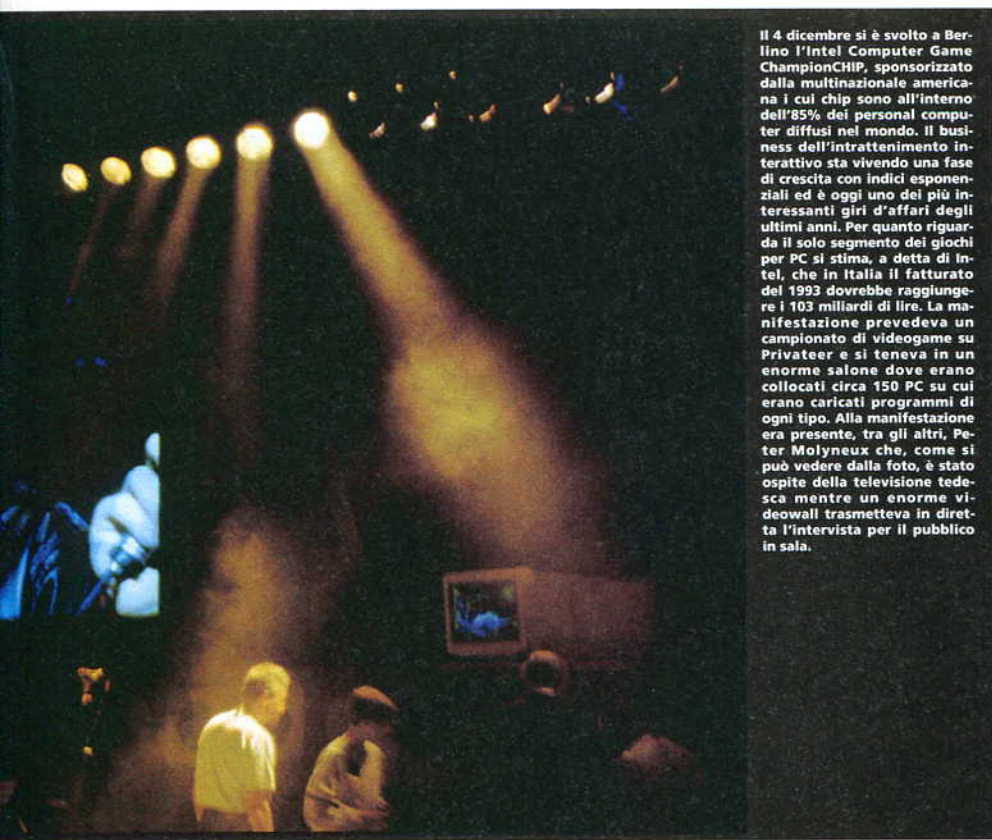 Il 4 dicembre si è svolto a Ber-
lino l'Intel Computer Game
ChampionCHIP, sponsorizzato
dalla multinazionale america-
na i cui chip sono all'interno
dell'85% dei personal compu-
ter diffusi nel mondo. Il busi-
ness dell'intrattenimento in-
terattivo sta vivendo una fase
di crescita con indici esponen-
ziali ed è oggi uno dei più in-
teressanti giri d'affari degli
ultimi anni. Per quanto riguar-
da il solo segmento dei giochi
per PC si stima, a detta di In-
tel, che in Italia il fatturato
del 1993 dovrebbe raggiunge-
re i 103 miliardi di lire. La ma-
nifestazione prevedeva un
campionato di videogame su
Privateer e si teneva in un
enorme salone dove erano
collocati circa 150 PC su cui
erano caricati programmi di
ogni tipo. Alla manifestazione
era presente, tra gli altri, Pe-
ter Molyneux che, come si
può vedere dalla foto, è stato
ospite della televisione tede-
sca mentre un enorme vi-
deowall trasmetteva in diret-
ta l'intervista per il pubblico
in sala.